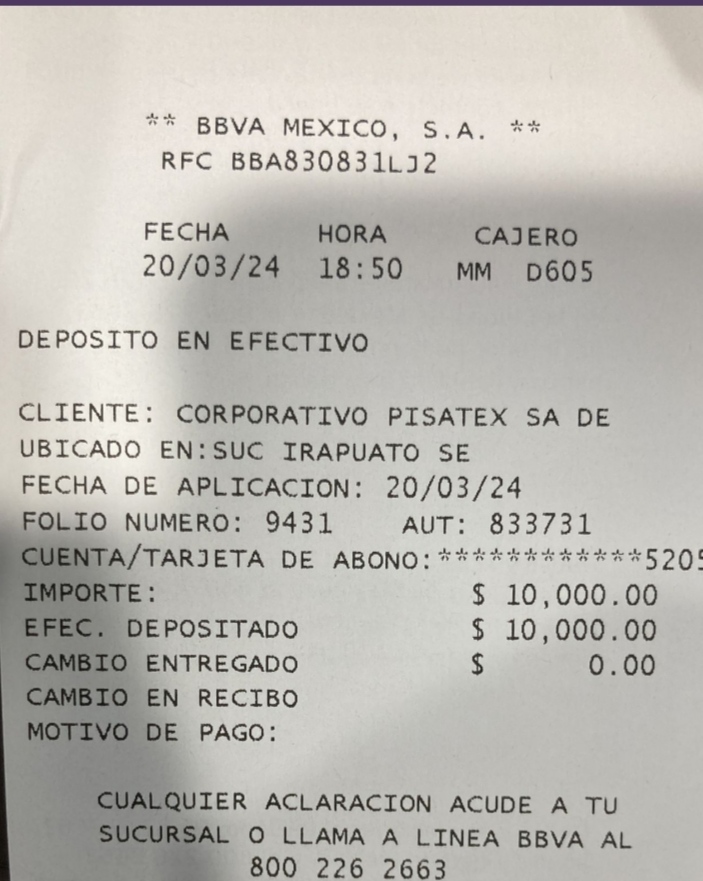 ** BBVA MEXICO, S.A. **
RFC BBA830831LJ2
FECHA HORA CAJERO
20/03/24 18:50 MM D605
DEPOSITO EN EFECTIVO
CLIENTE: CORPORATIVO PISATEX SA DE
UBICADO EN:SUC IRAPUATO SE
FECHA DE APLICACION: 20/03/24
FOLIO NUMERO: 9431 AUT: 833731
CUENTA/TARJETA DE ABONO:************5205
IMPORTE: $ 10,000.00
EFEC. DEPOSITADO $ 10,000.00
CAMBIO ENTREGADO $ 0.00
CAMBIO EN RECIBO
MOTIVO DE PAGO:
CUALQUIER ACLARACION ACUDE A TU
SUCURSAL O LLAMA A LINEA BBVA AL
800 226 2663